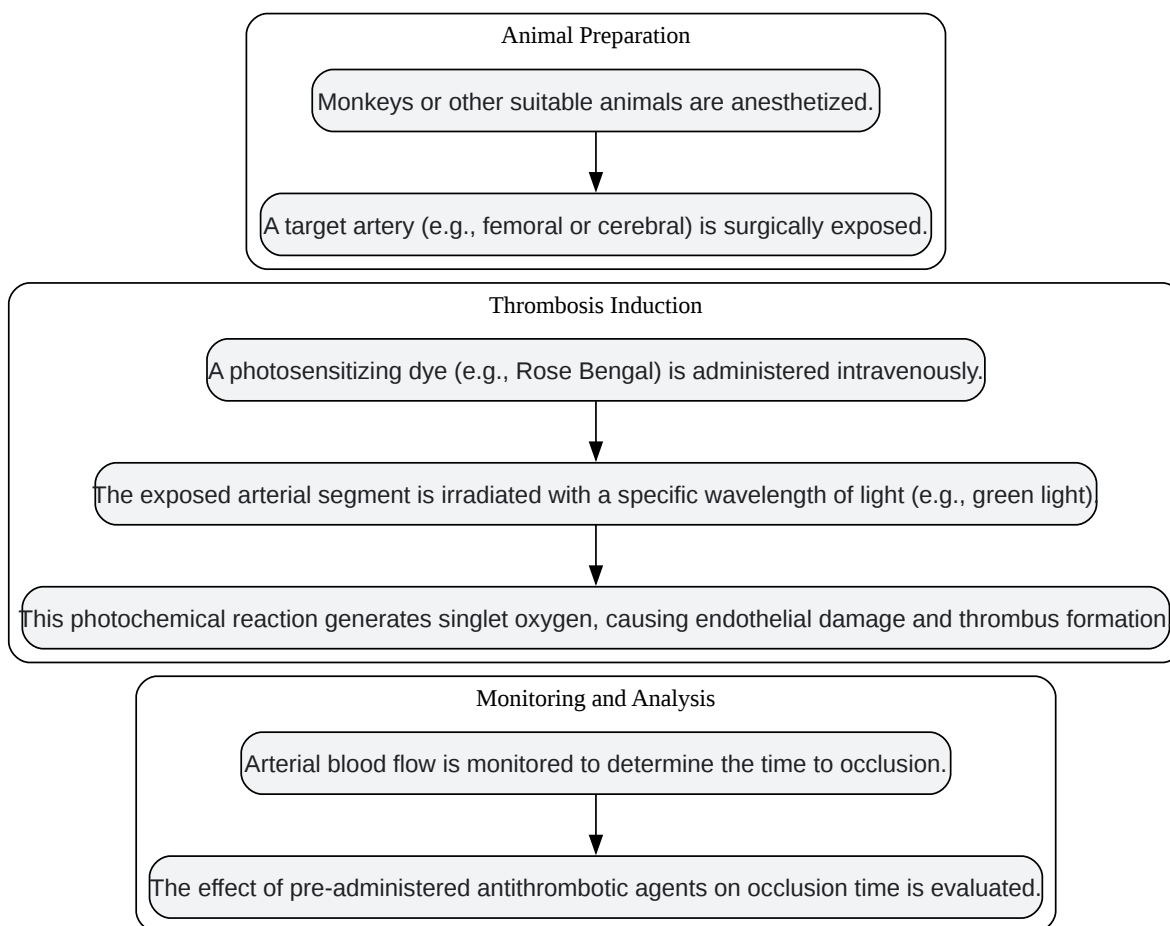 Animal Preparation
Monkeys or other suitable animals are anesthetized.
A target artery (e.g., femoral or cerebral) is surgically exposed.
Thrombosis Induction
A photosensitizing dye (e.g., Rose Bengal) is administered intravenously.
The exposed arterial segment is irradiated with a specific wavelength of light (e.g., green light).
This photochemical reaction generates singlet oxygen, causing endothelial damage and thrombus formation
Monitoring and Analysis
Arterial blood flow is monitored to determine the time to occlusion.
The effect of pre-administered antithrombotic agents on occlusion time is evaluated.